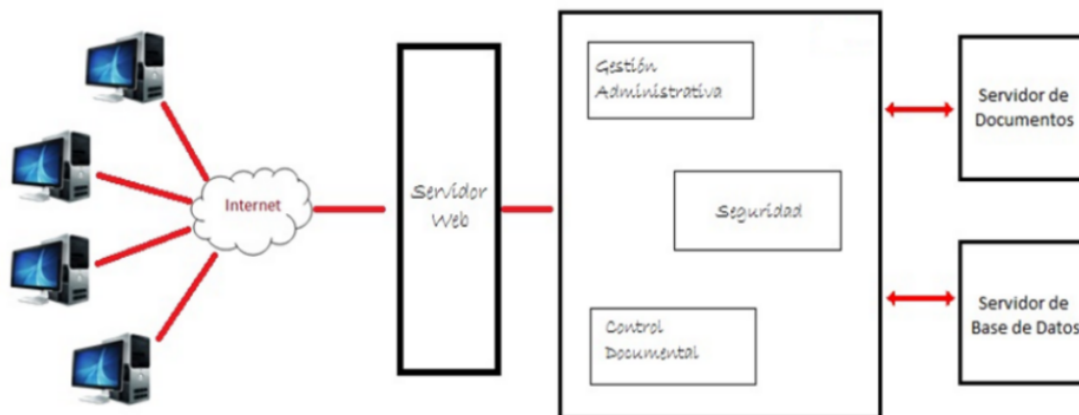 Internet
Servidor
Web
Gestión
Administrativa
Seguridad
Control
Documental
Servidor de
Documentos
Servidor de
Base de Datos